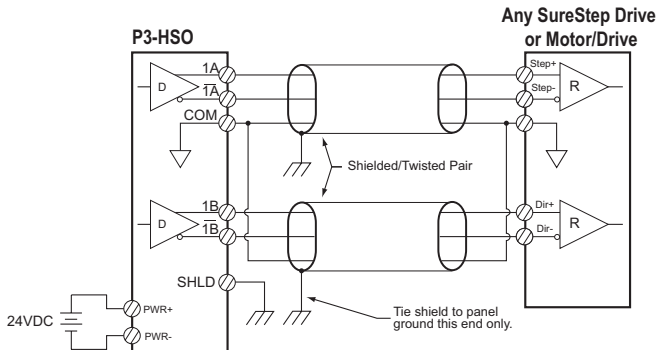 Any SureStep Drive
or Motor/Drive
P3-HSO
1A
1A
COM
D
Step+
Step-
R
Shielded/Twisted Pair
1B
1B
D
Dir+
Dir-
R
SHLD
24VDC
PWR+
PWR-
Tie shield to panel
ground this end only.